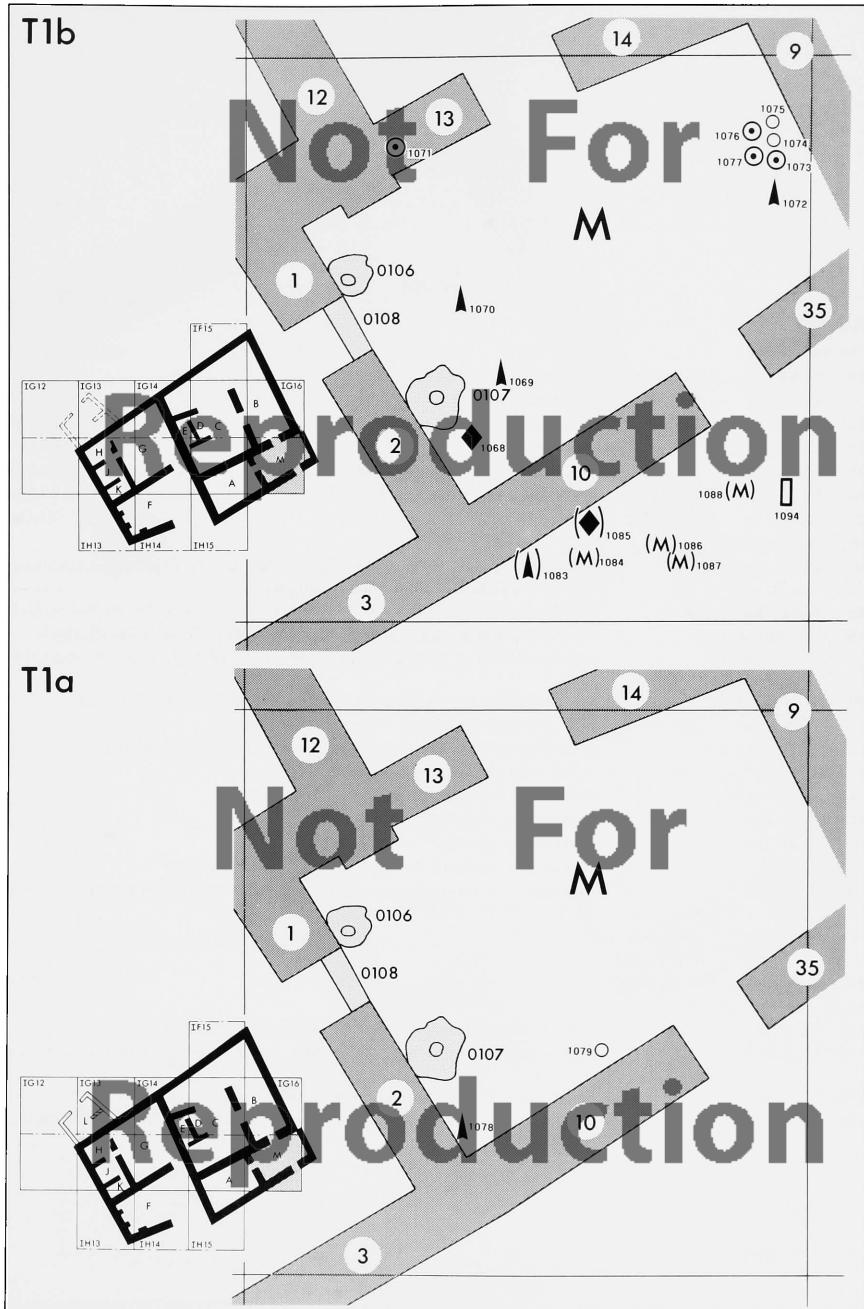 T1b
14
9
12
13
1075
1076
1074
1071
1077
1073
1072
M
0106
1
1070
0108
35
IF15
1069
IG12 IG13 IG14 IG16
0107
B
E D C
H G
2
1068
10
J
M
K
A
1088 (M)
F
1094
(◆) 1085
(M) 1086
IH13 IH14 IH15
(M) 1084
(M) 1087
1083
3
Not For
Reproduction
T1a
14
9
12
13
M
0106
1
0108
35
IF15
0107
1079
IG12 IG13 IG14 IG16
2
B
L
E D C
10
1078
H G
M
J
A
K
F
IH13 IH14 IH15
3
Not For
Reproduction